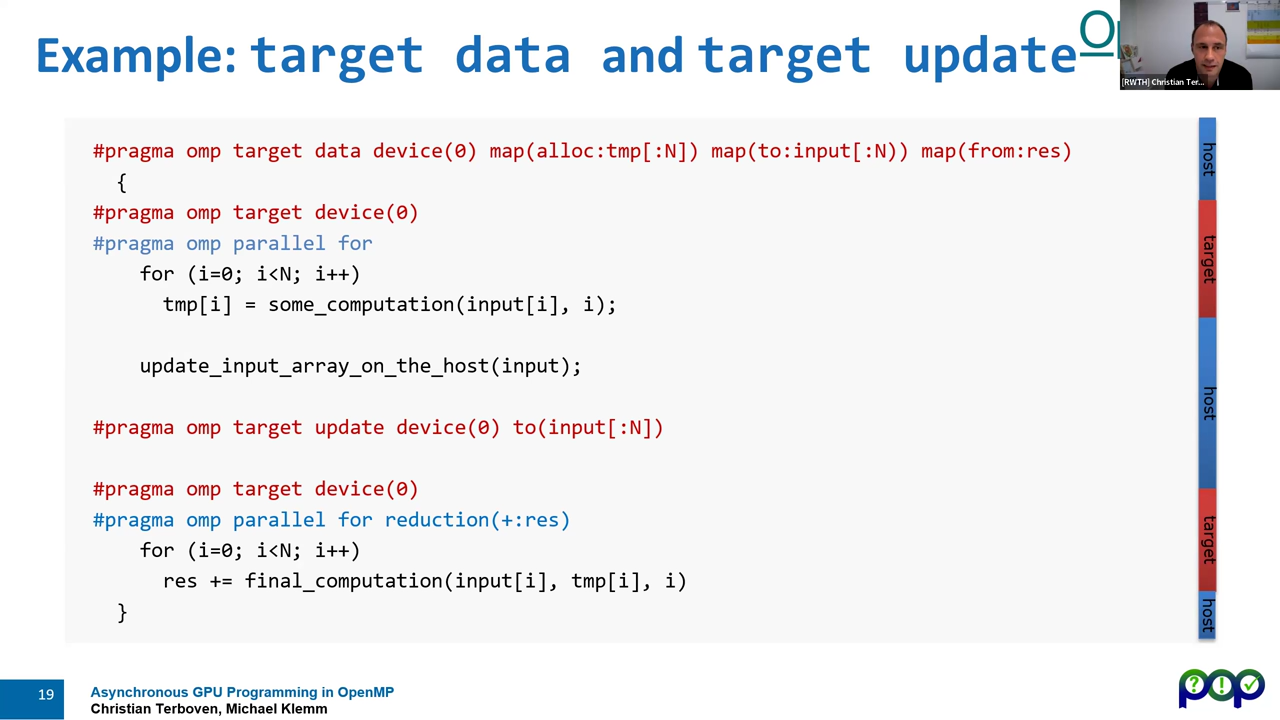 Example: target data and target update
[RWTH] Christian Ter...
#pragma omp target data device(0) map(alloc:tmp[:N]) map(to:input[:N)) map(from:res)
{
#pragma omp target device(0)
#pragma omp parallel for
for (i=0; i<N; i++)
tmp[i] = some_computation(input[i], i);
update_input_array_on_the_host(input);
#pragma omp target update device(0) to(input[:N])
#pragma omp target device(0)
#pragma omp parallel for reduction(+:res)
for (i=0; i<N; i++)
res += final_computation(input[i], tmp[i], i)
}
host
target
host
target
host
19
Asynchronous GPU Programming in OpenMP
Christian Terboven, Michael Klemm
pop